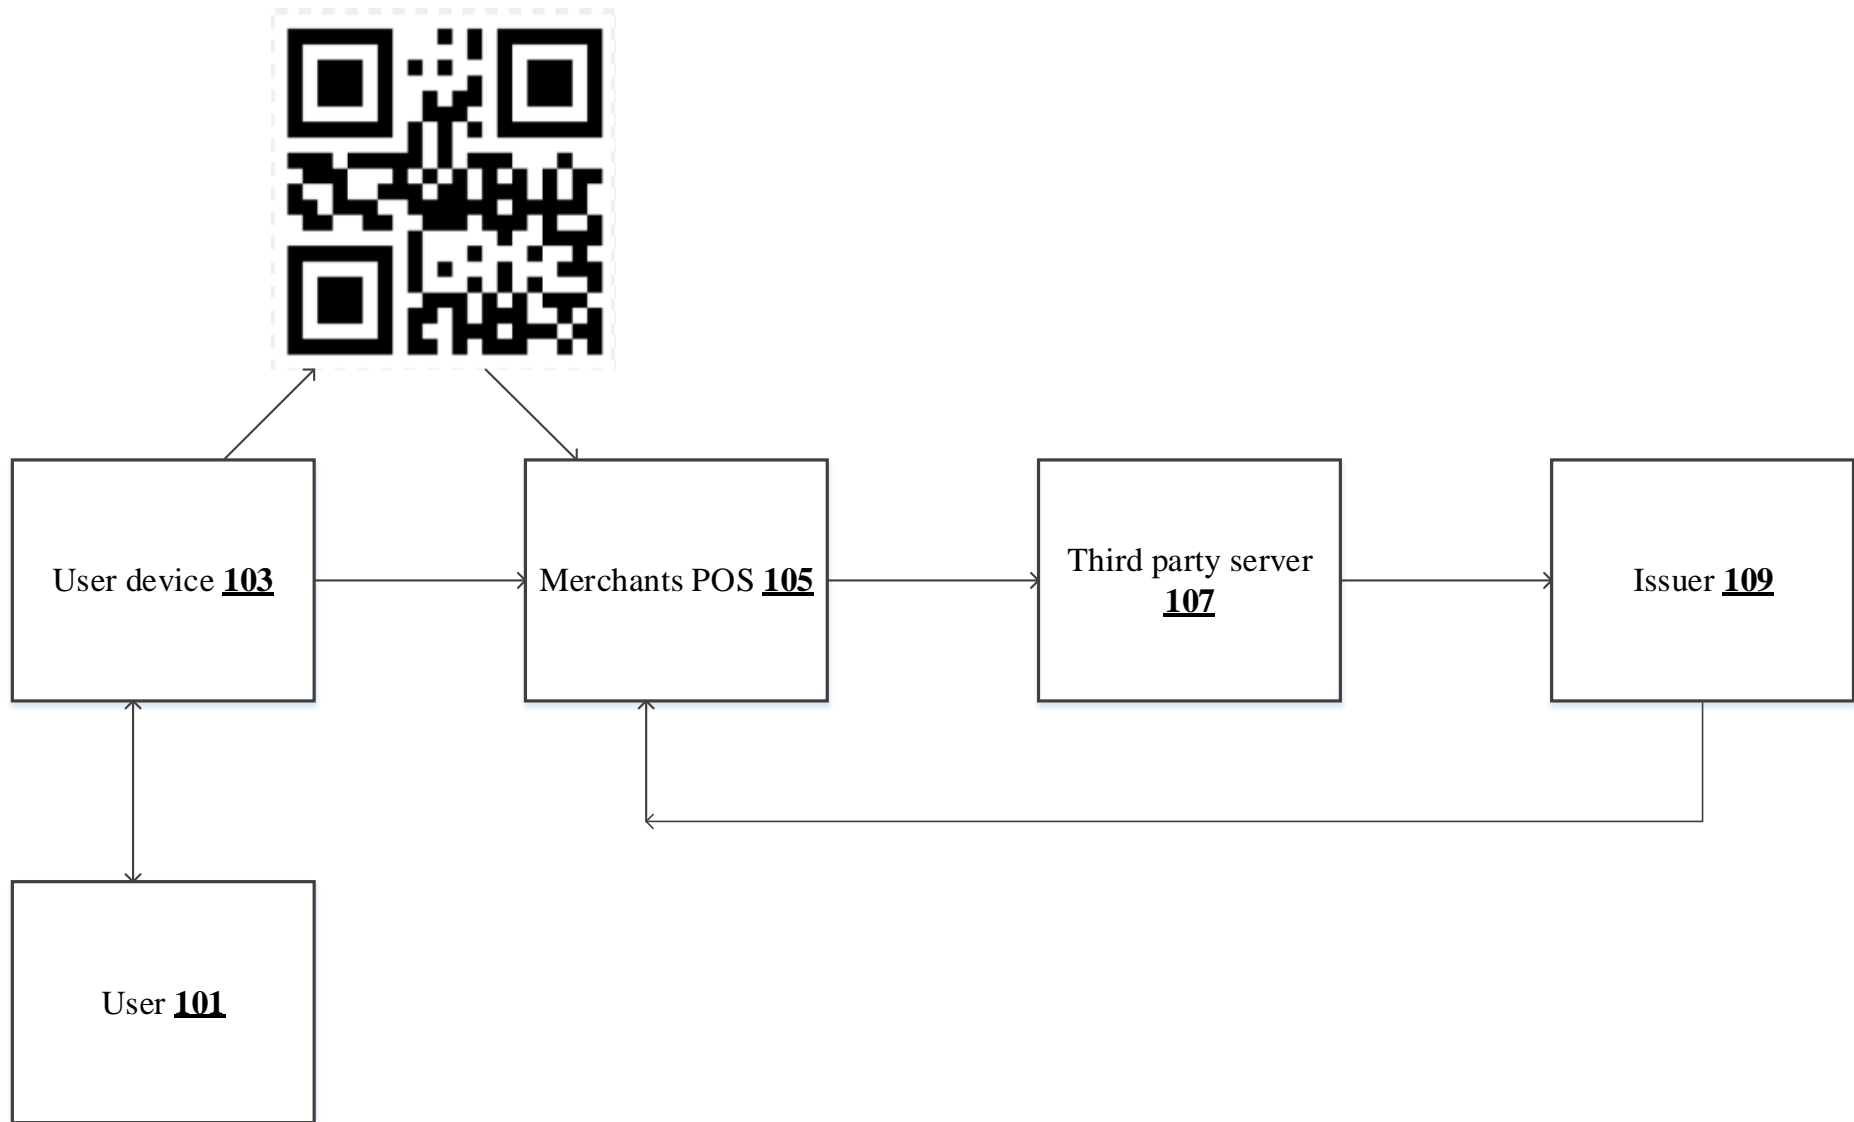 User device 103
Merchants POS 105
Third party server
107
Issuer 109
User 101